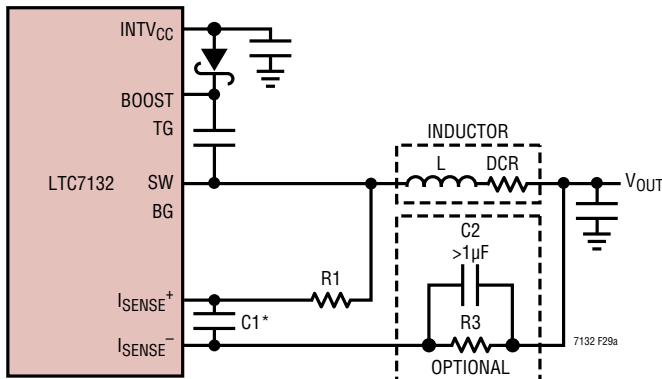 INTVCC
BOOST
TG
LTC7132
SW
BG
ISENSE+
ISENSE–
C1*
R1
INDUCTOR
L
DCR
VOUT
C2
>1μF
R3
OPTIONAL
7132 F29a